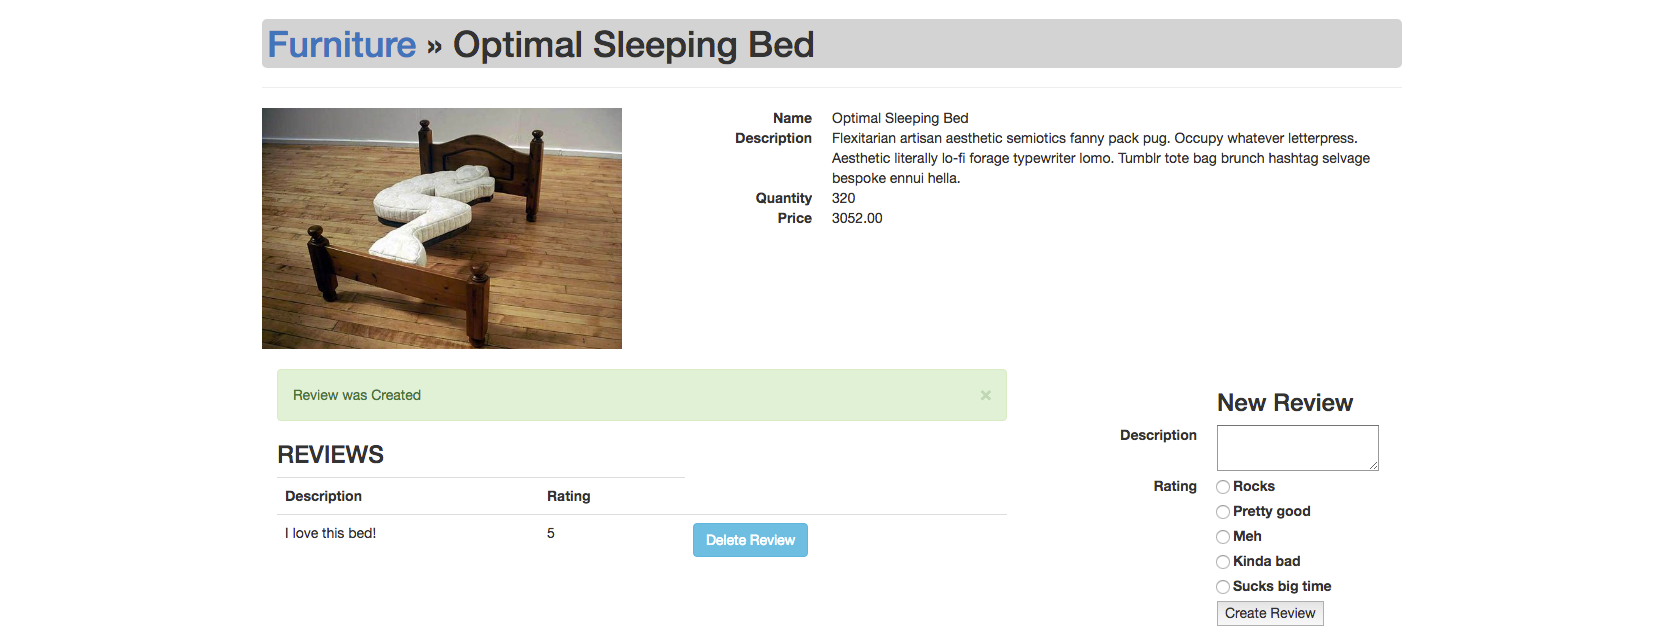 Furniture » Optimal Sleeping Bed
Name Optimal Sleeping Bed
Description Flexitarian artisan aesthetic semiotics fanny pack pug. Occupy whatever letterpress.
Aesthetic literally lo-fi forage typewriter lomo. Tumblr tote bag brunch hashtag selvage
bespoke ennui hella.
Quantity 320
Price 3052.00
Review was Created ×
REVIEWS
Description Rating
I love this bed! 5 Delete Review
New Review
Description
Rating Rocks
Pretty good
Meh
Kinda bad
Sucks big time
Create Review